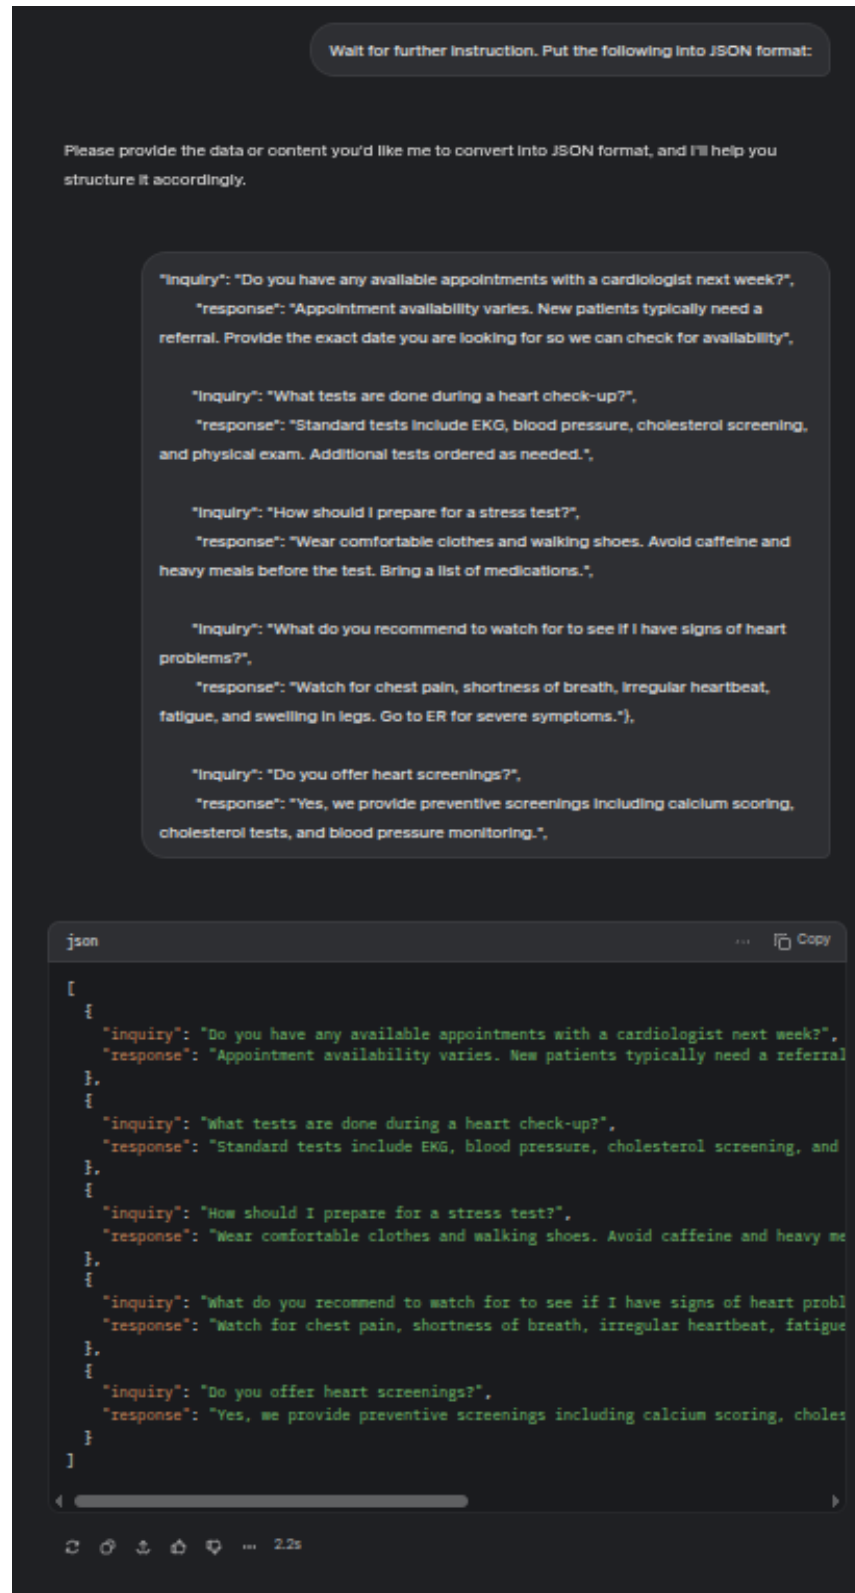 Wait for further instruction. Put the following into JSON format:
Please provide the data or content you'd like me to convert into JSON format, and I'll help you
structure it accordingly.
"inquiry": "Do you have any available appointments with a cardiologist next week?",
"response": "Appointment availability varies. New patients typically need a
referral. Provide the exact date you are looking for so we can check for availability",
"inquiry": "What tests are done during a heart check-up?",
"response": "Standard tests include EKG, blood pressure, cholesterol screening,
and physical exam. Additional tests ordered as needed.",
"inquiry": "How should I prepare for a stress test?",
"response": "Wear comfortable clothes and walking shoes. Avoid caffeine and
heavy meals before the test. Bring a list of medications.",
"inquiry": "What do you recommend to watch for to see if I have signs of heart
problems?",
"response": "Watch for chest pain, shortness of breath, irregular heartbeat,
fatigue, and swelling in legs. Go to ER for severe symptoms."},
"inquiry": "Do you offer heart screenings?",
"response": "Yes, we provide preventive screenings including calcium scoring,
cholesterol tests, and blood pressure monitoring.",
json ... Copy
[
{
"inquiry": "Do you have any available appointments with a cardiologist next week?",
"response": "Appointment availability varies. New patients typically need a referral
},
{
"inquiry": "What tests are done during a heart check-up?",
"response": "Standard tests include EKG, blood pressure, cholesterol screening, and
},
{
"inquiry": "How should I prepare for a stress test?",
"response": "Wear comfortable clothes and walking shoes. Avoid caffeine and heavy me
},
{
"inquiry": "What do you recommend to watch for to see if I have signs of heart probl
"response": "Watch for chest pain, shortness of breath, irregular heartbeat, fatigue
},
{
"inquiry": "Do you offer heart screenings?",
"response": "Yes, we provide preventive screenings including calcium scoring, choles
}
]
... 2.2s